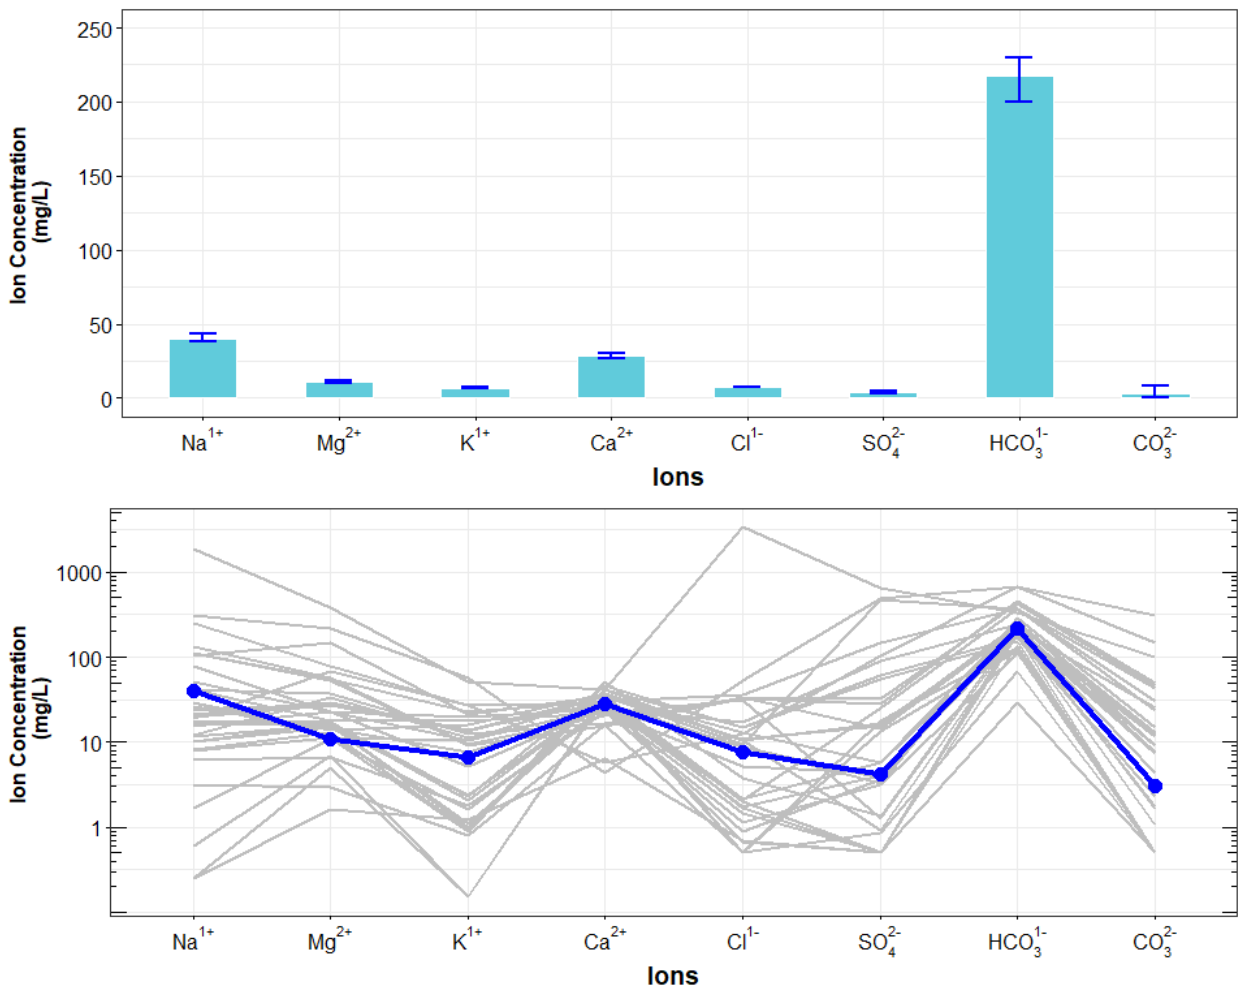 Ion Concentration
(mg/L)
250
200
150
100
50
0
Na¹⁺ Mg²⁺ K¹⁺ Ca²⁺ Cl¹⁻ SO₄²⁻ HCO₃¹⁻ CO₃²⁻
Ions
Ion Concentration
(mg/L)
1000
100
10
1
Na¹⁺ Mg²⁺ K¹⁺ Ca²⁺ Cl¹⁻ SO₄²⁻ HCO₃¹⁻ CO₃²⁻
Ions